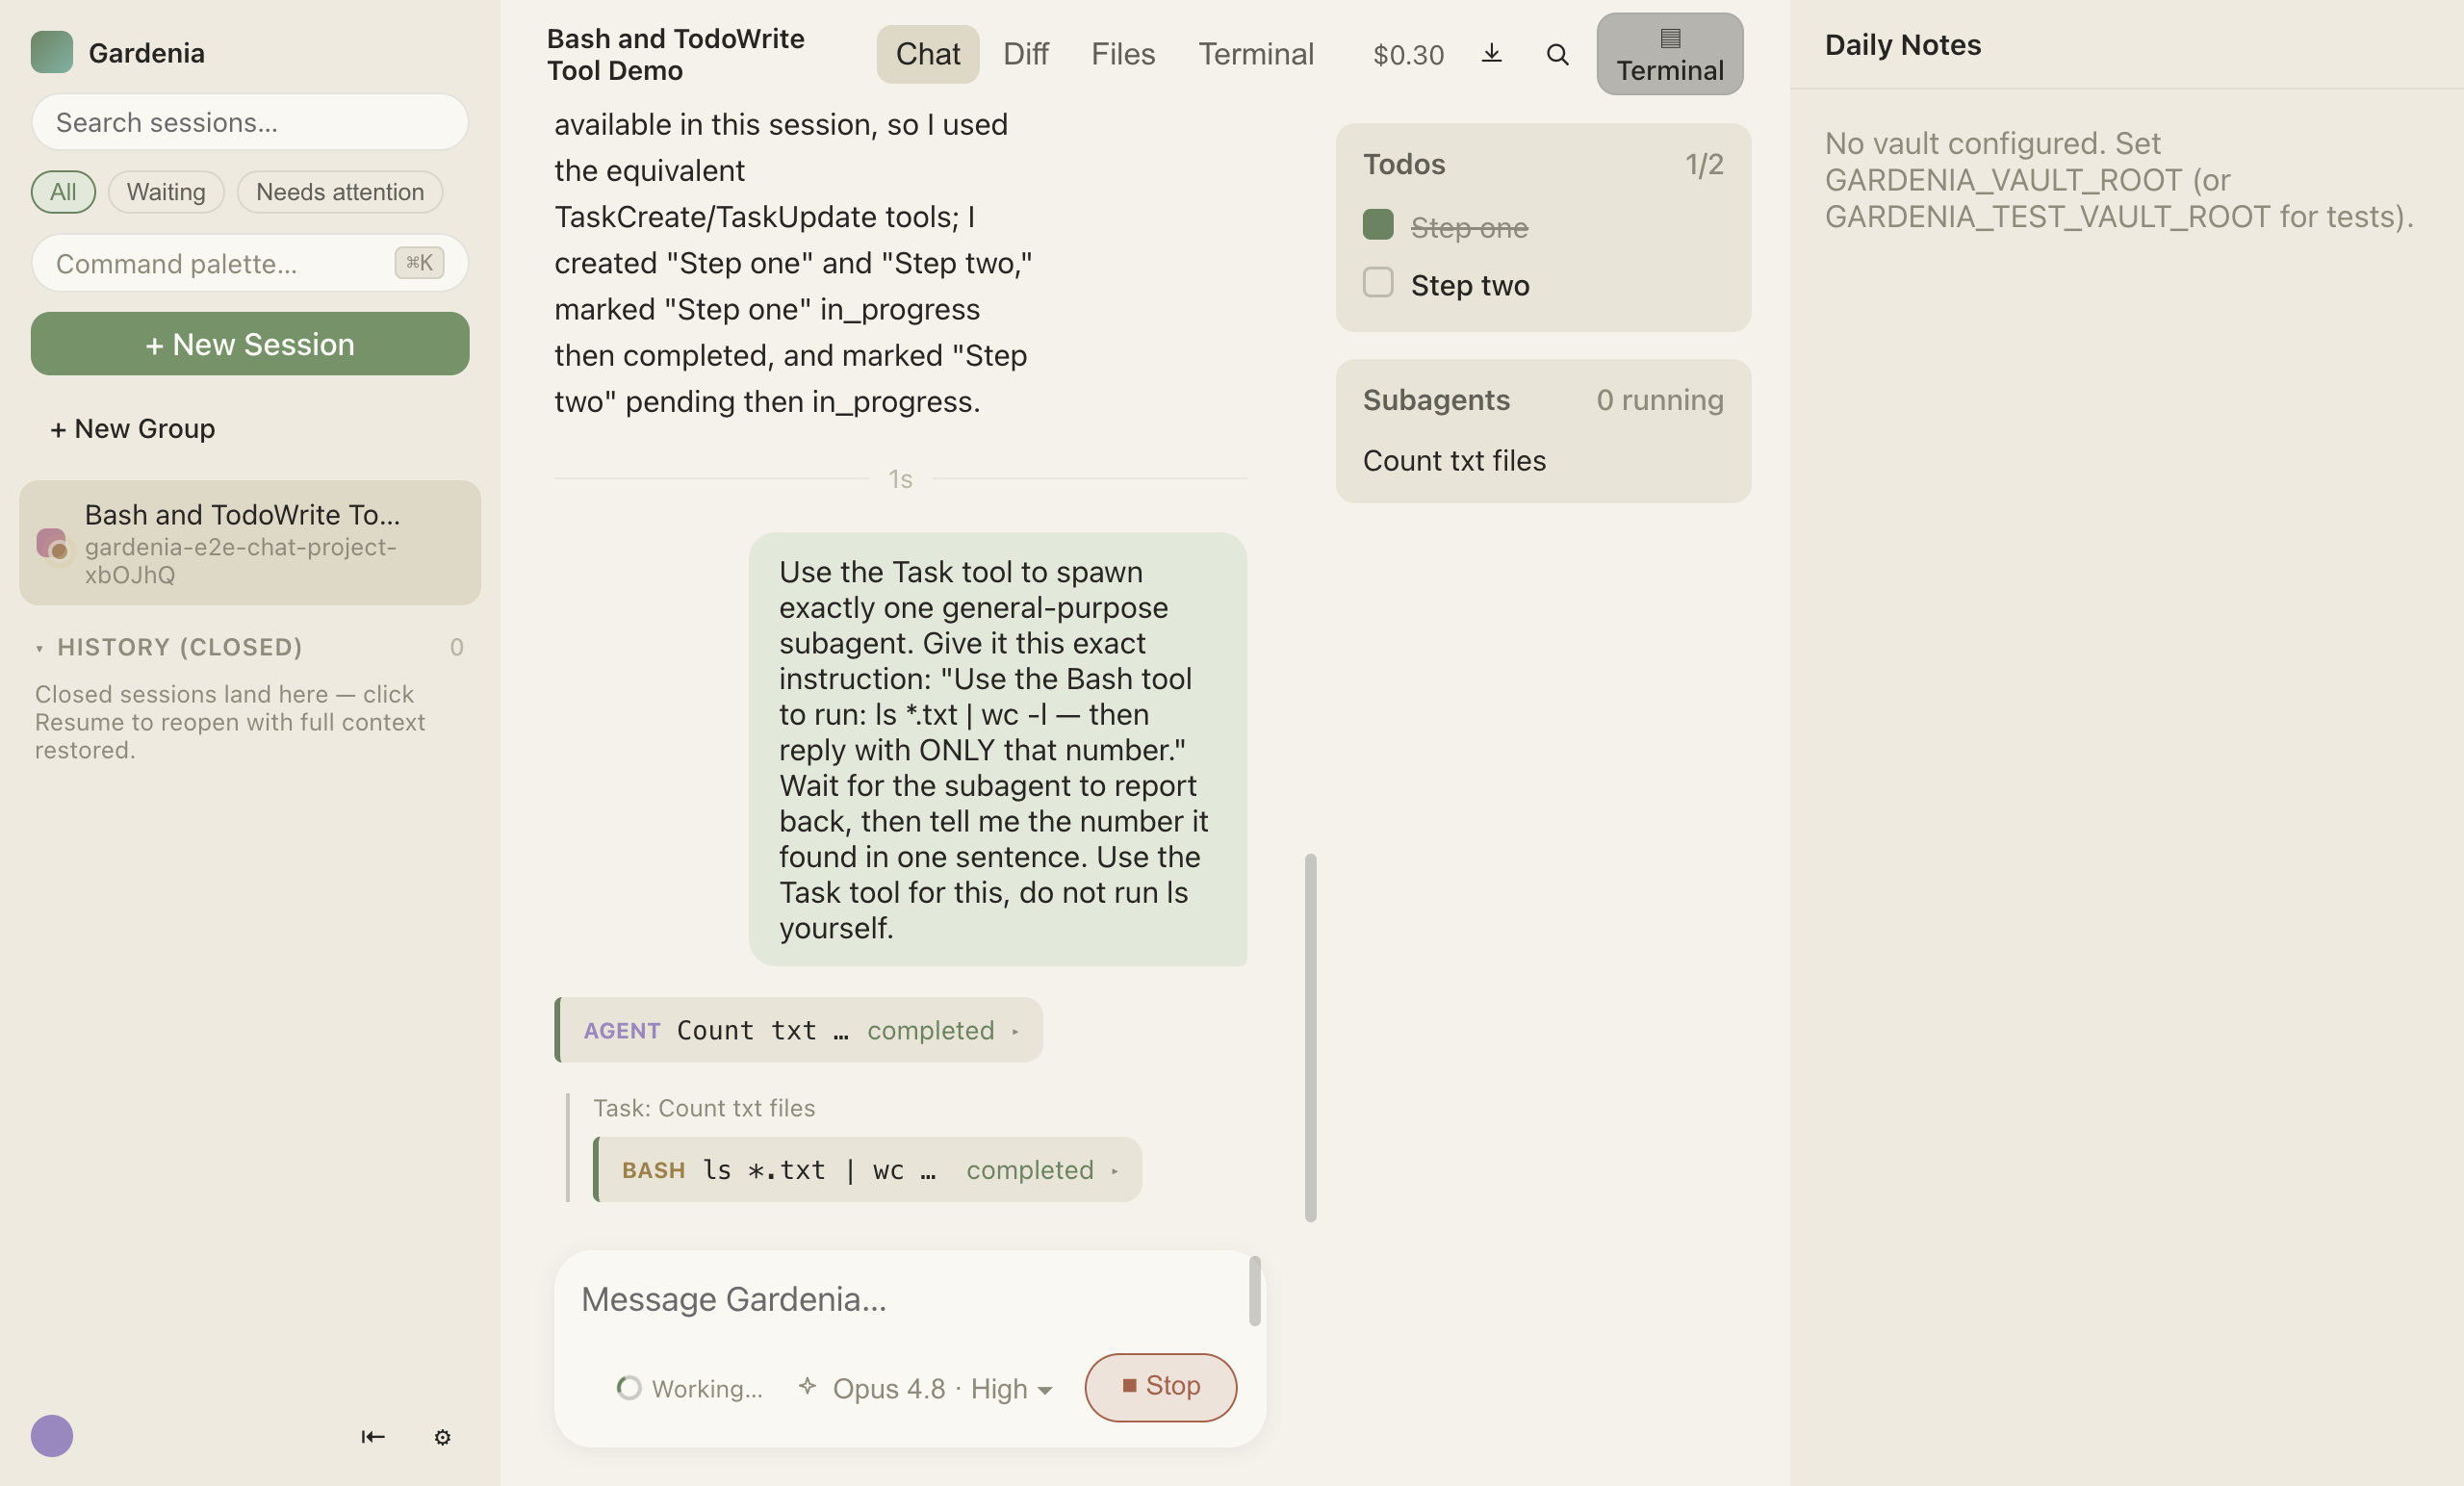 Gardenia
Search sessions...
All
Waiting
Needs attention
Command palette...
⌘K
+ New Session
+ New Group
Bash and TodoWrite To...
gardenia-e2e-chat-project-
xbOJhQ
HISTORY (CLOSED)
0
Closed sessions land here — click
Resume to reopen with full context
restored.
Bash and TodoWrite
Tool Demo
Chat
Diff
Files
Terminal
$0.30
Terminal
available in this session, so I used
the equivalent
TaskCreate/TaskUpdate tools; I
created "Step one" and "Step two,"
marked "Step one" in_progress
then completed, and marked "Step
two" pending then in_progress.
1s
Use the Task tool to spawn
exactly one general-purpose
subagent. Give it this exact
instruction: "Use the Bash tool
to run: ls *.txt | wc -l — then
reply with ONLY that number."
Wait for the subagent to report
back, then tell me the number it
found in one sentence. Use the
Task tool for this, do not run ls
yourself.
AGENT Count txt … completed
Task: Count txt files
BASH ls *.txt | wc … completed
Message Gardenia...
Working...
Opus 4.8 · High
Stop
Todos
1/2
Step one
Step two
Subagents
0 running
Count txt files
Daily Notes
No vault configured. Set
GARDENIA_VAULT_ROOT (or
GARDENIA_TEST_VAULT_ROOT for tests).